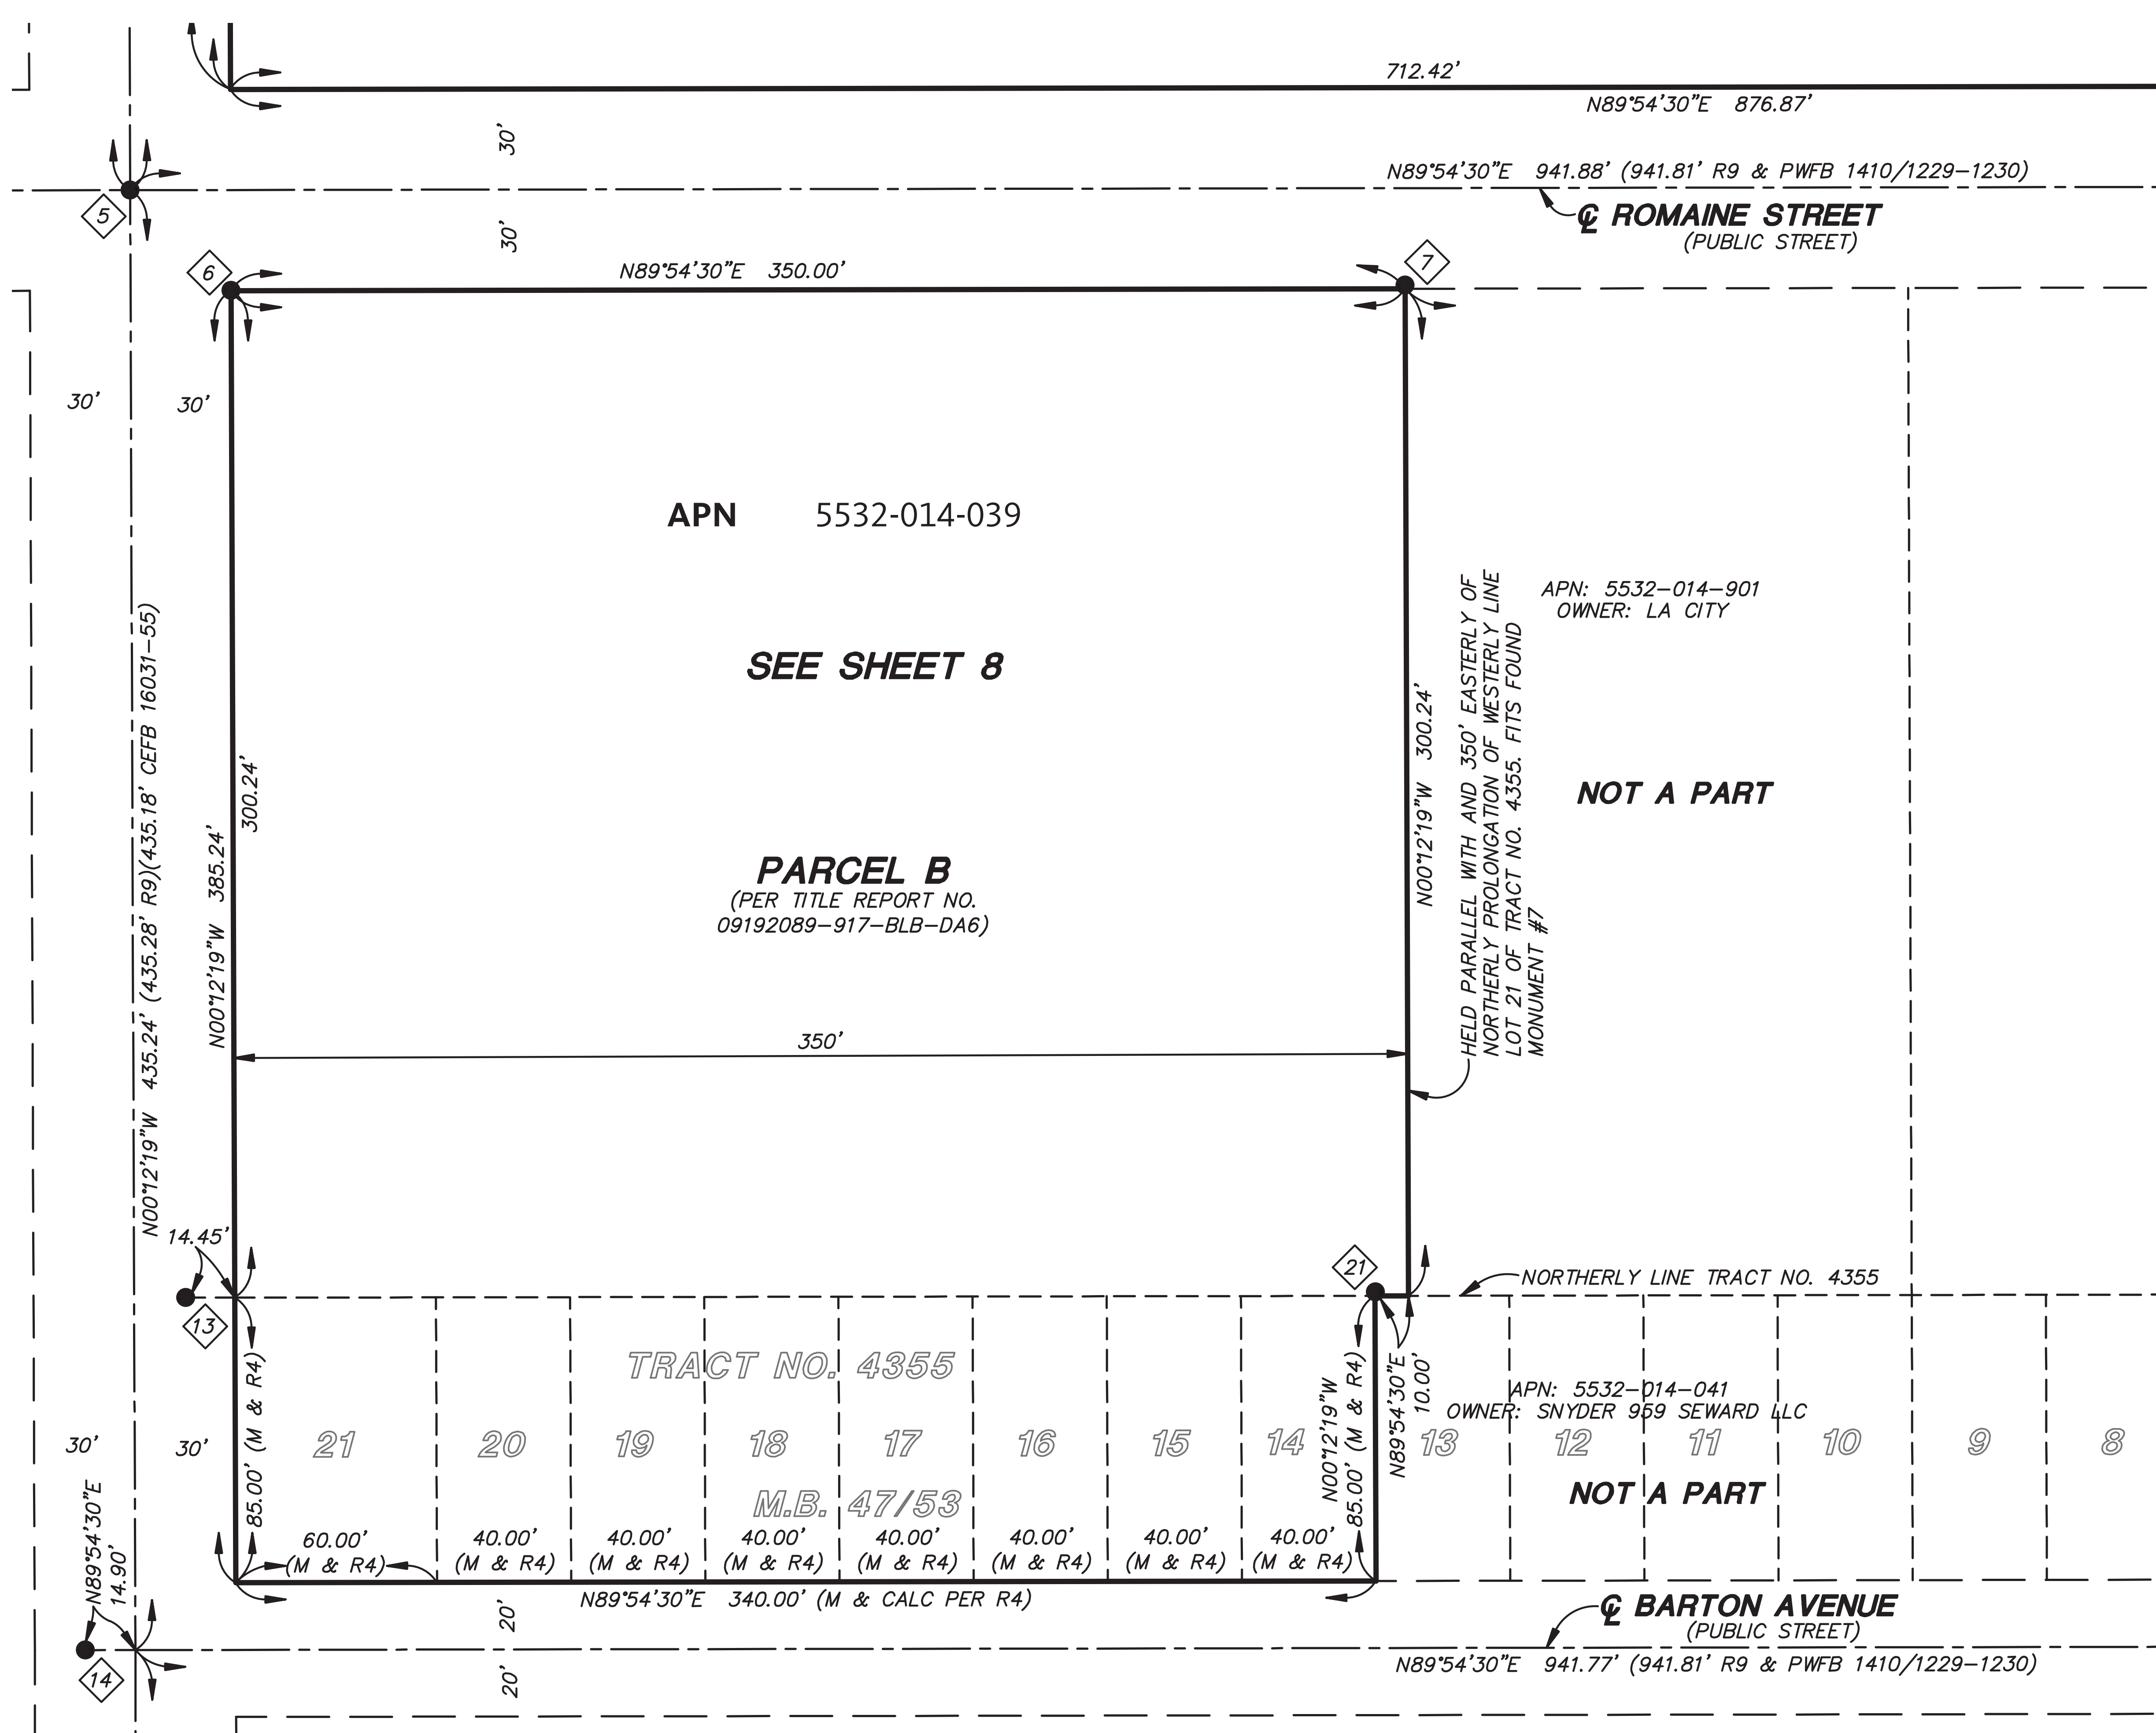 712.42'
N89°54'30"E 876.87'
30'
N89°54'30"E 941.88' (941.81' R9 & PWFB 1410/1229-1230)
℄ ROMAINE STREET
(PUBLIC STREET)
5
30'
6
N89°54'30"E 350.00'
7
30'
30'
APN 5532-014-039
SEE SHEET 8
APN: 5532-014-901
OWNER: LA CITY
NOT A PART
PARCEL B
(PER TITLE REPORT NO.
09192089-917-BLB-DA6)
N00°12'19"W 435.24' (435.28' R9)(435.18' CEFB 16031-55)
N00°12'19"W 385.24'
300.24'
N00°12'19"W 300.24'
HELD PARALLEL WITH AND 350' EASTERLY OF
NORTHERLY PROLONGATION OF WESTERLY LINE
LOT 21 OF TRACT NO. 4355. FITS FOUND
MONUMENT #7
350'
14.45'
13
21
NORTHERLY LINE TRACT NO. 4355
TRACT NO. 4355
85.00' (M & R4)
N00°12'19"W
85.00' (M & R4)
N89°54'30"E
10.00'
APN: 5532-014-041
OWNER: SNYDER 959 SEWARD LLC
30'
30'
21 20 19 18 17 16 15 14 13 12 11 10 9 8
M.B. 47/53
NOT A PART
60.00' 40.00' 40.00' 40.00' 40.00' 40.00' 40.00' 40.00'
(M & R4) (M & R4) (M & R4) (M & R4) (M & R4) (M & R4) (M & R4) (M & R4)
N89°54'30"E
14.90'
N89°54'30"E 340.00' (M & CALC PER R4)
20'
℄ BARTON AVENUE
(PUBLIC STREET)
14
20'
N89°54'30"E 941.77' (941.81' R9 & PWFB 1410/1229-1230)